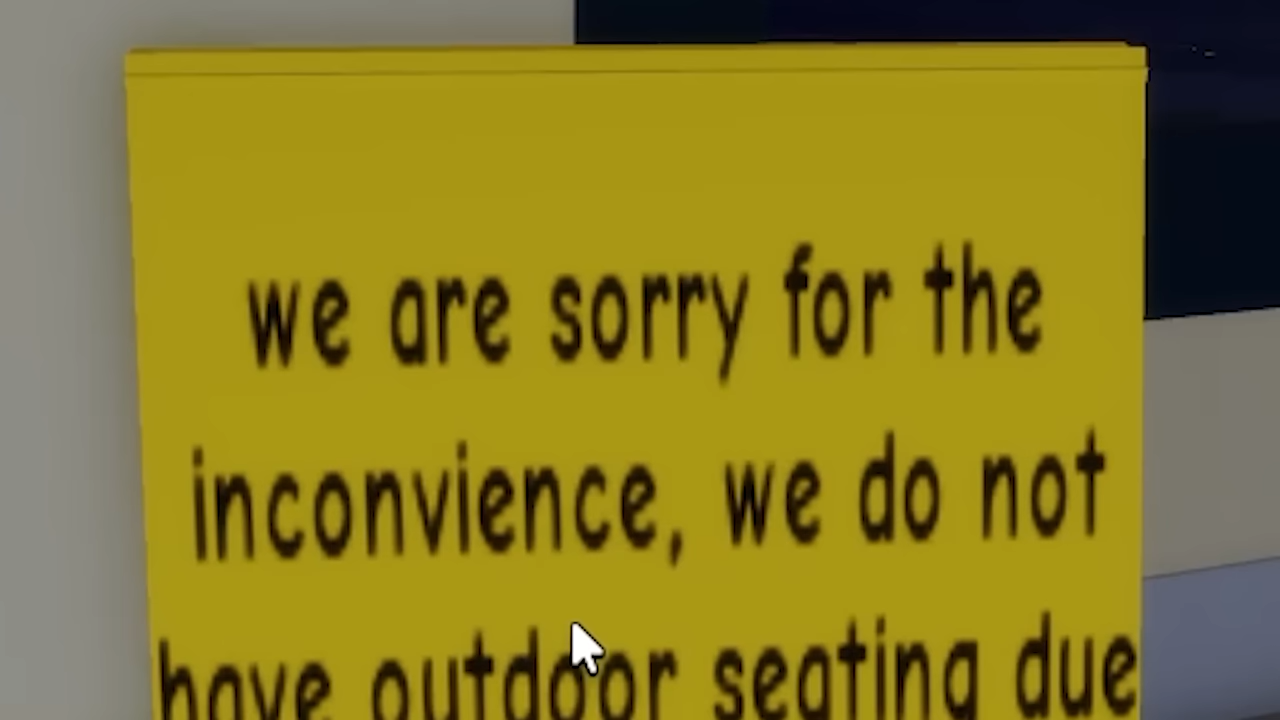 we are sorry for the
inconvience, we do not
have outdoor seating due